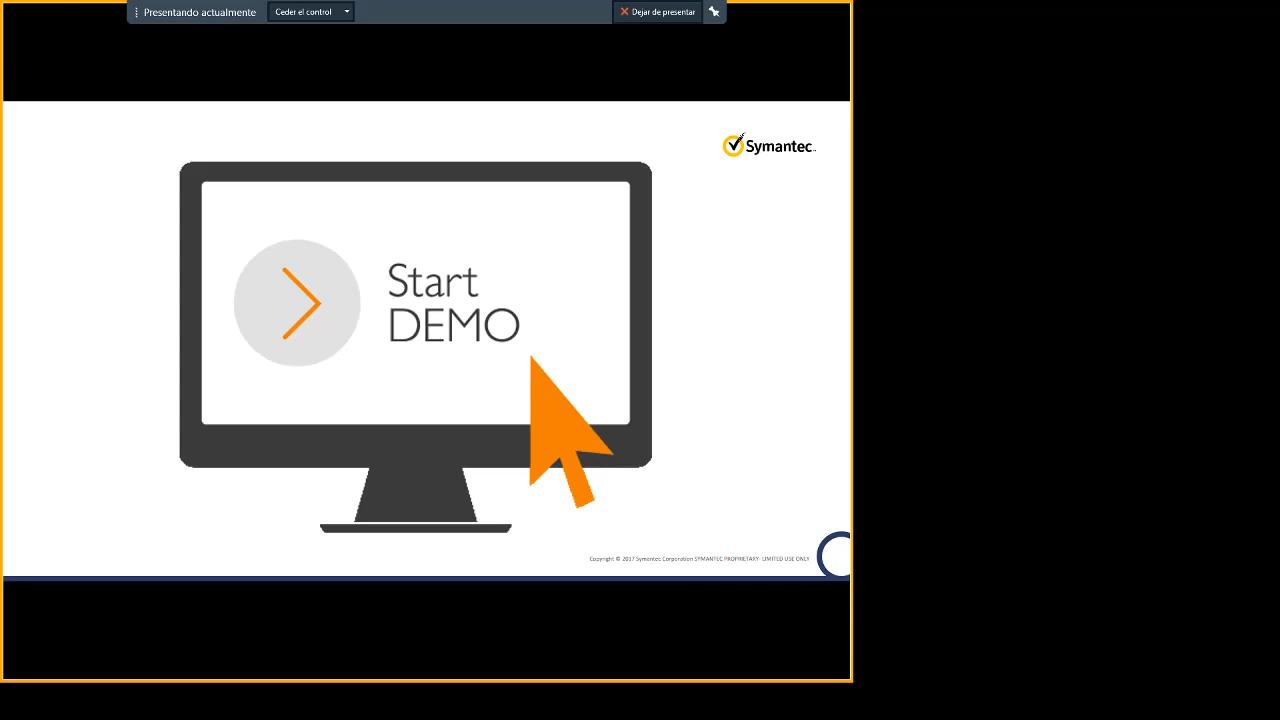 Presentando actualmente
Ceder el control
Dejar de presentar
Symantec™
Start
DEMO
Copyright © 2017 Symantec Corporation SYMANTEC PROPRIETARY- LIMITED USE ONLY